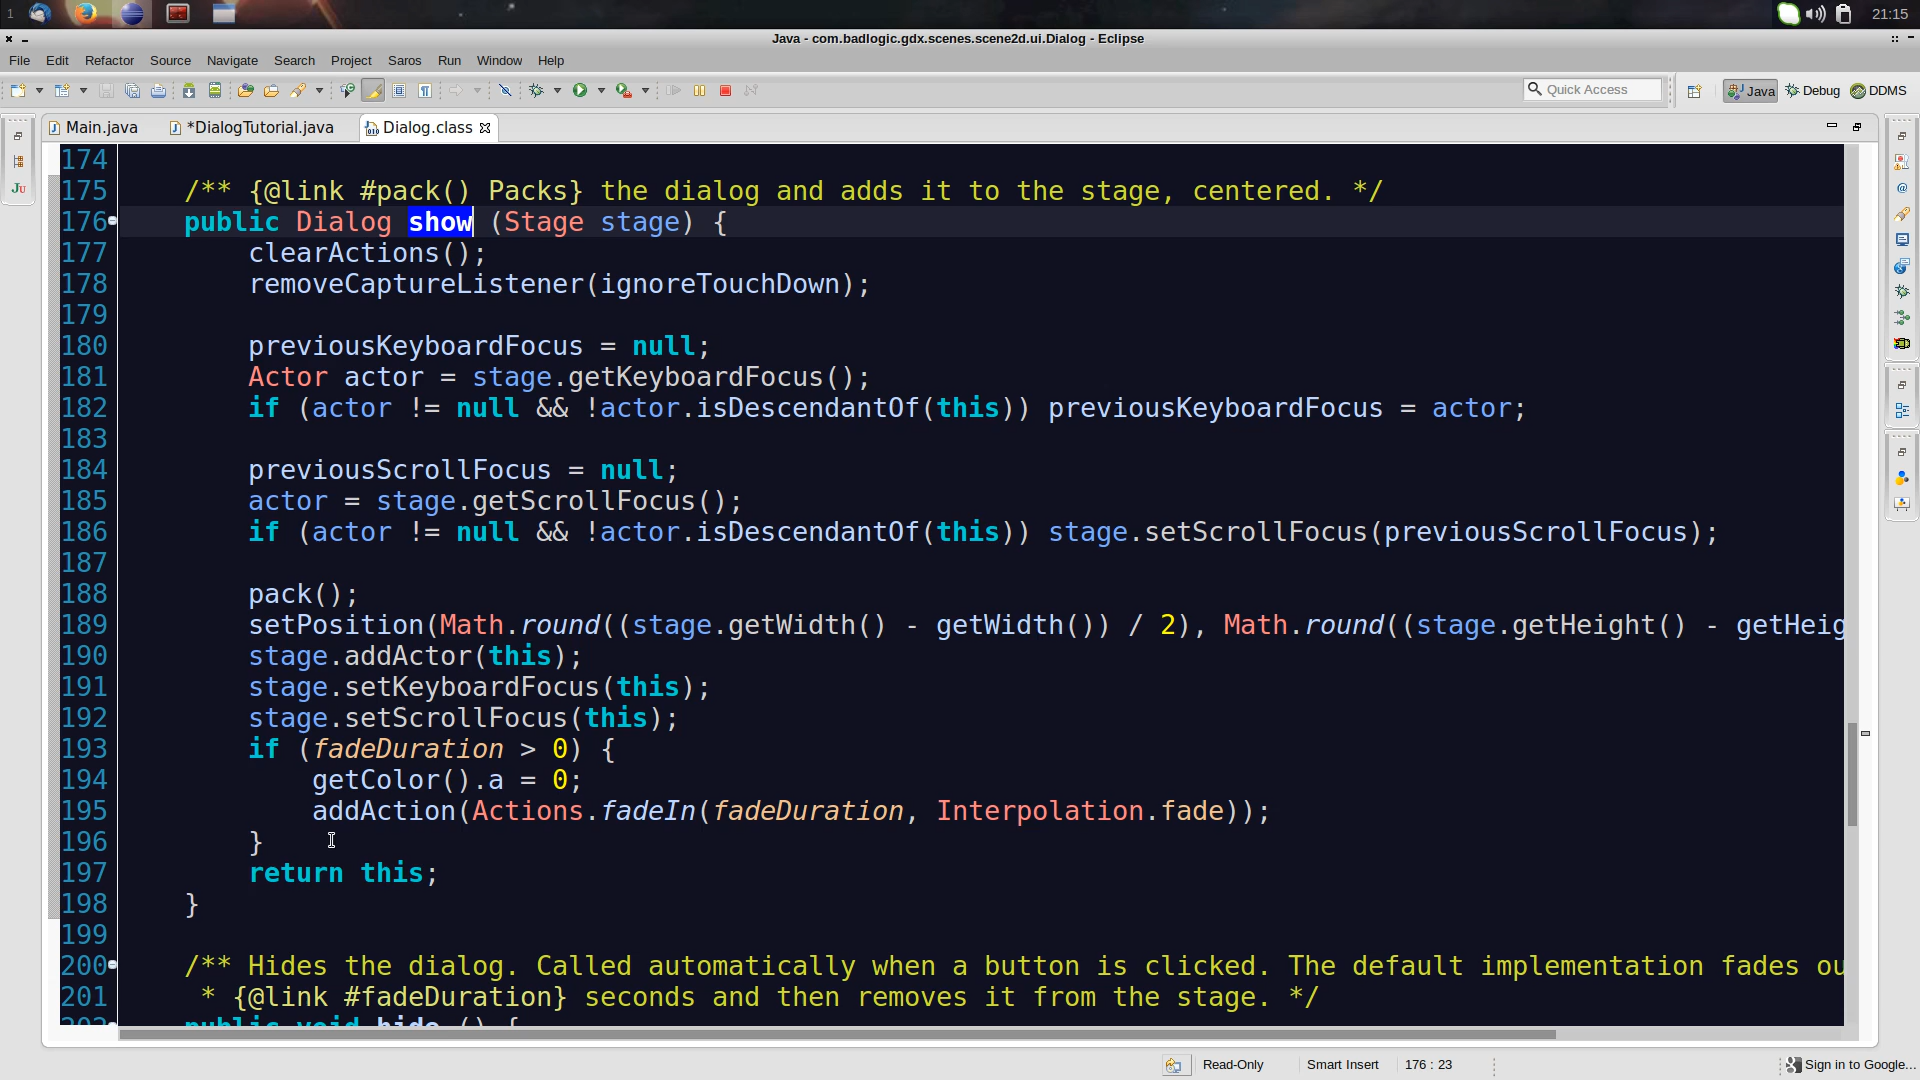 1
21:15
Java - com.badlogic.gdx.scenes.scene2d.ui.Dialog - Eclipse
File Edit Refactor Source Navigate Search Project Saros Run Window Help
Quick Access Java Debug DDMS
Main.java *DialogTutorial.java Dialog.class
174
175 /** {@link #pack() Packs} the dialog and adds it to the stage, centered. */
176 public Dialog show (Stage stage) {
177 clearActions();
178 removeCaptureListener(ignoreTouchDown);
179
180 previousKeyboardFocus = null;
181 Actor actor = stage.getKeyboardFocus();
182 if (actor != null && !actor.isDescendantOf(this)) previousKeyboardFocus = actor;
183
184 previousScrollFocus = null;
185 actor = stage.getScrollFocus();
186 if (actor != null && !actor.isDescendantOf(this)) stage.setScrollFocus(previousScrollFocus);
187
188 pack();
189 setPosition(Math.round((stage.getWidth() - getWidth()) / 2), Math.round((stage.getHeight() - getHeig
190 stage.addActor(this);
191 stage.setKeyboardFocus(this);
192 stage.setScrollFocus(this);
193 if (fadeDuration > 0) {
194 getColor().a = 0;
195 addAction(Actions.fadeIn(fadeDuration, Interpolation.fade));
196 }
197 return this;
198 }
199
200 /** Hides the dialog. Called automatically when a button is clicked. The default implementation fades ou
201 * {@link #fadeDuration} seconds and then removes it from the stage. */
202 public void hide () {
Read-Only Smart Insert 176 : 23 Sign in to Google...